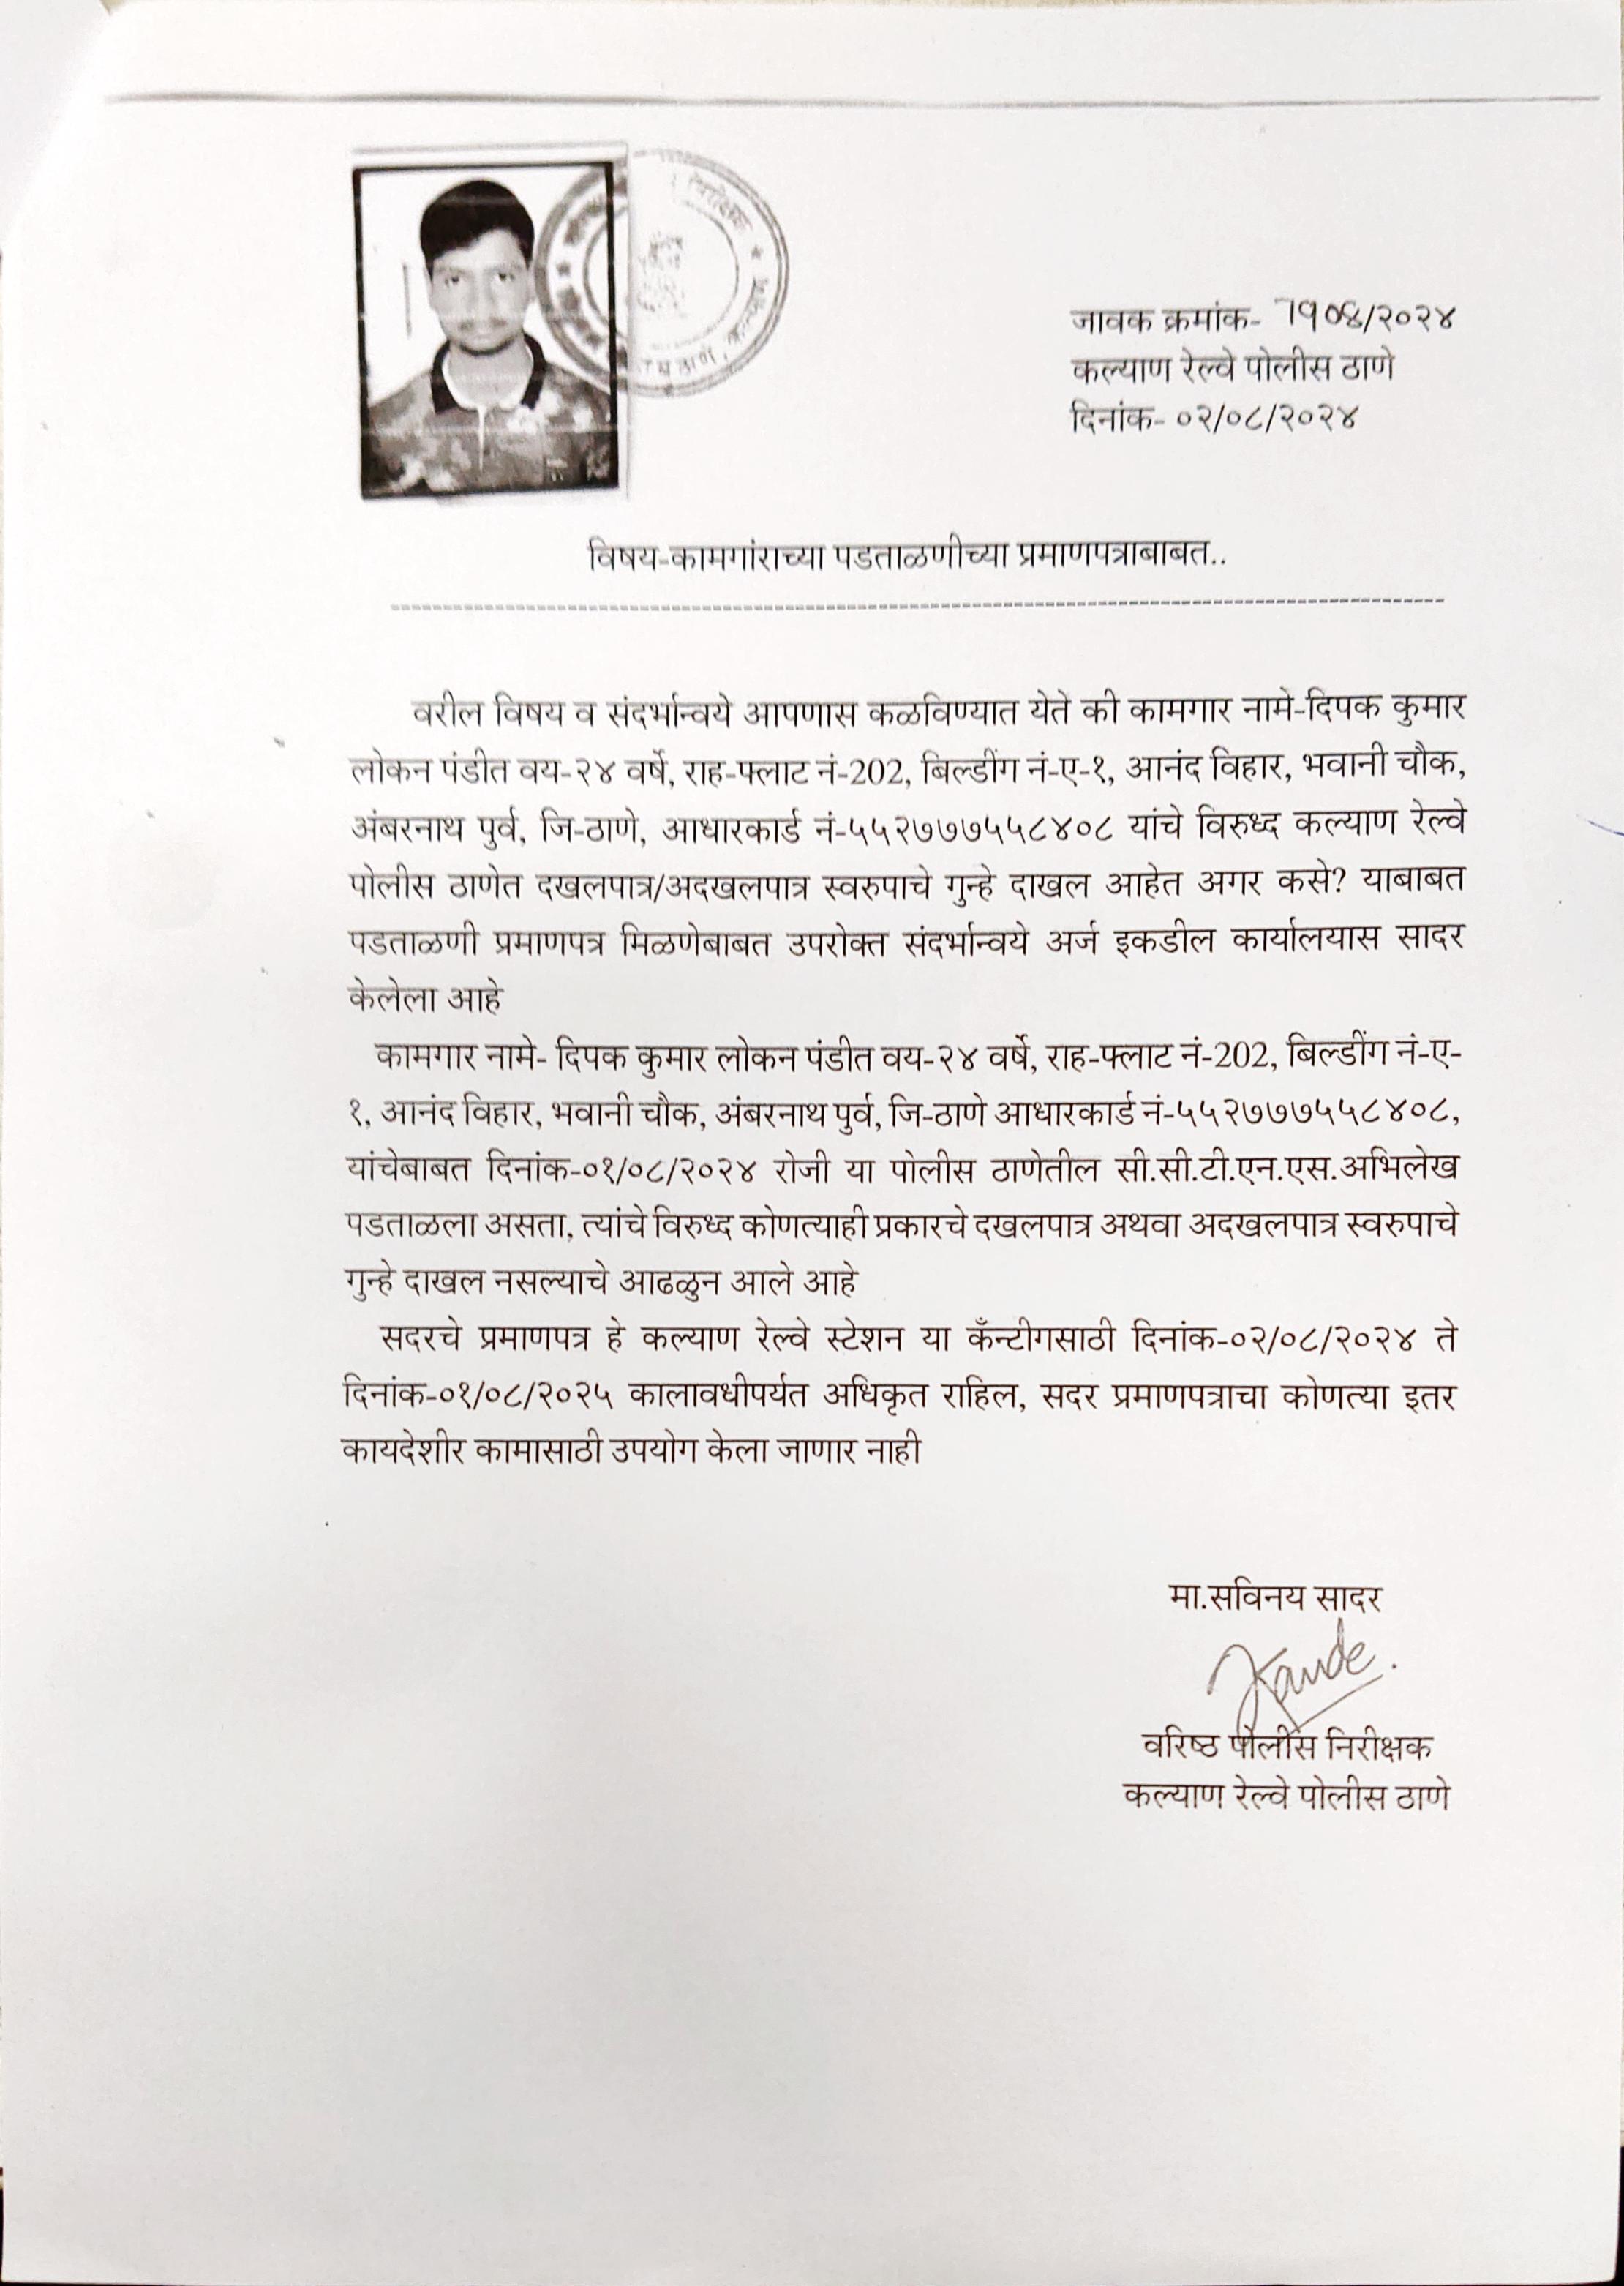 निरीक्षक
जावक क्रमांक- ७१०४/२०२४
कल्याण रेल्वे पोलीस ठाणे
दिनांक- ०२/०८/२०२४
विषय-कामगांराच्या पडताळणीच्या प्रमाणपत्राबाबत..
वरील विषय व संदर्भान्वये आपणास कळविण्यात येते की कामगार नामे-दिपक कुमार
लोकन पंडीत वय-२४ वर्षे, राह-फ्लाट नं-202, बिल्डींग नं-ए-१, आनंद विहार, भवानी चौक,
अंबरनाथ पुर्व, जि-ठाणे, आधारकार्ड नं-५५२७७७५५८४०८ यांचे विरुध्द कल्याण रेल्वे
पोलीस ठाणेत दखलपात्र/अदखलपात्र स्वरुपाचे गुन्हे दाखल आहेत अगर कसे? याबाबत
पडताळणी प्रमाणपत्र मिळणेबाबत उपरोक्त संदर्भान्वये अर्ज इकडील कार्यालयास सादर
केलेला आहे
कामगार नामे- दिपक कुमार लोकन पंडीत वय-२४ वर्षे, राह-फ्लाट नं-202, बिल्डींग नं-ए-
१, आनंद विहार, भवानी चौक, अंबरनाथ पुर्व, जि-ठाणे आधारकार्ड नं-५५२७७७५५८४०८,
यांचेबाबत दिनांक-०१/०८/२०२४ रोजी या पोलीस ठाणेतील सी.सी.टी.एन.एस.अभिलेख
पडताळला असता, त्यांचे विरुध्द कोणत्याही प्रकारचे दखलपात्र अथवा अदखलपात्र स्वरुपाचे
गुन्हे दाखल नसल्याचे आढळुन आले आहे
सदरचे प्रमाणपत्र हे कल्याण रेल्वे स्टेशन या कॅंन्टीगसाठी दिनांक-०२/०८/२०२४ ते
दिनांक-०१/०८/२०२५ कालावधीपर्यत अधिकृत राहिल, सदर प्रमाणपत्राचा कोणत्या इतर
कायदेशीर कामासाठी उपयोग केला जाणार नाही
मा.सविनय सादर
वरिष्ठ पोलीस निरीक्षक
कल्याण रेल्वे पोलीस ठाणे